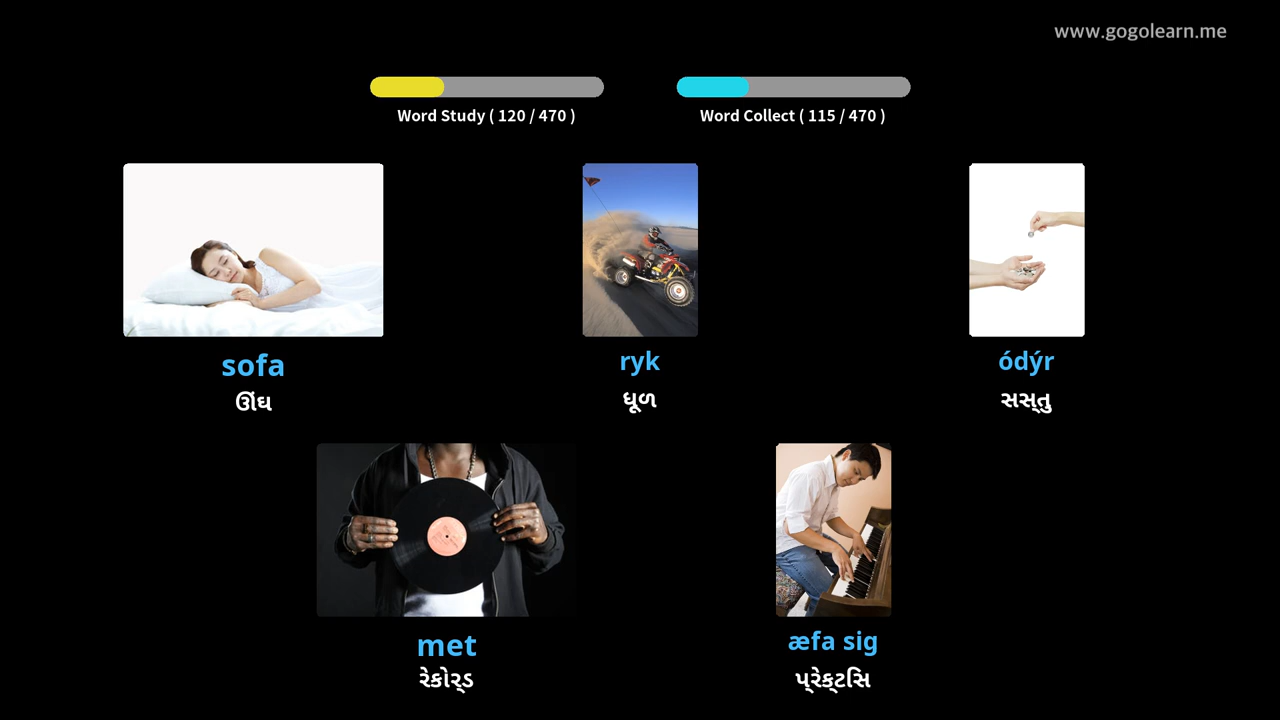 www.gogolearn.me
Word Study ( 120 / 470 )
Word Collect ( 115 / 470 )
sofa
ઊંઘ
ryk
ધૂળ
ódýr
સસ્તુ
met
રેકોર્ડ
æfa sig
પ્રેક્ટિસ